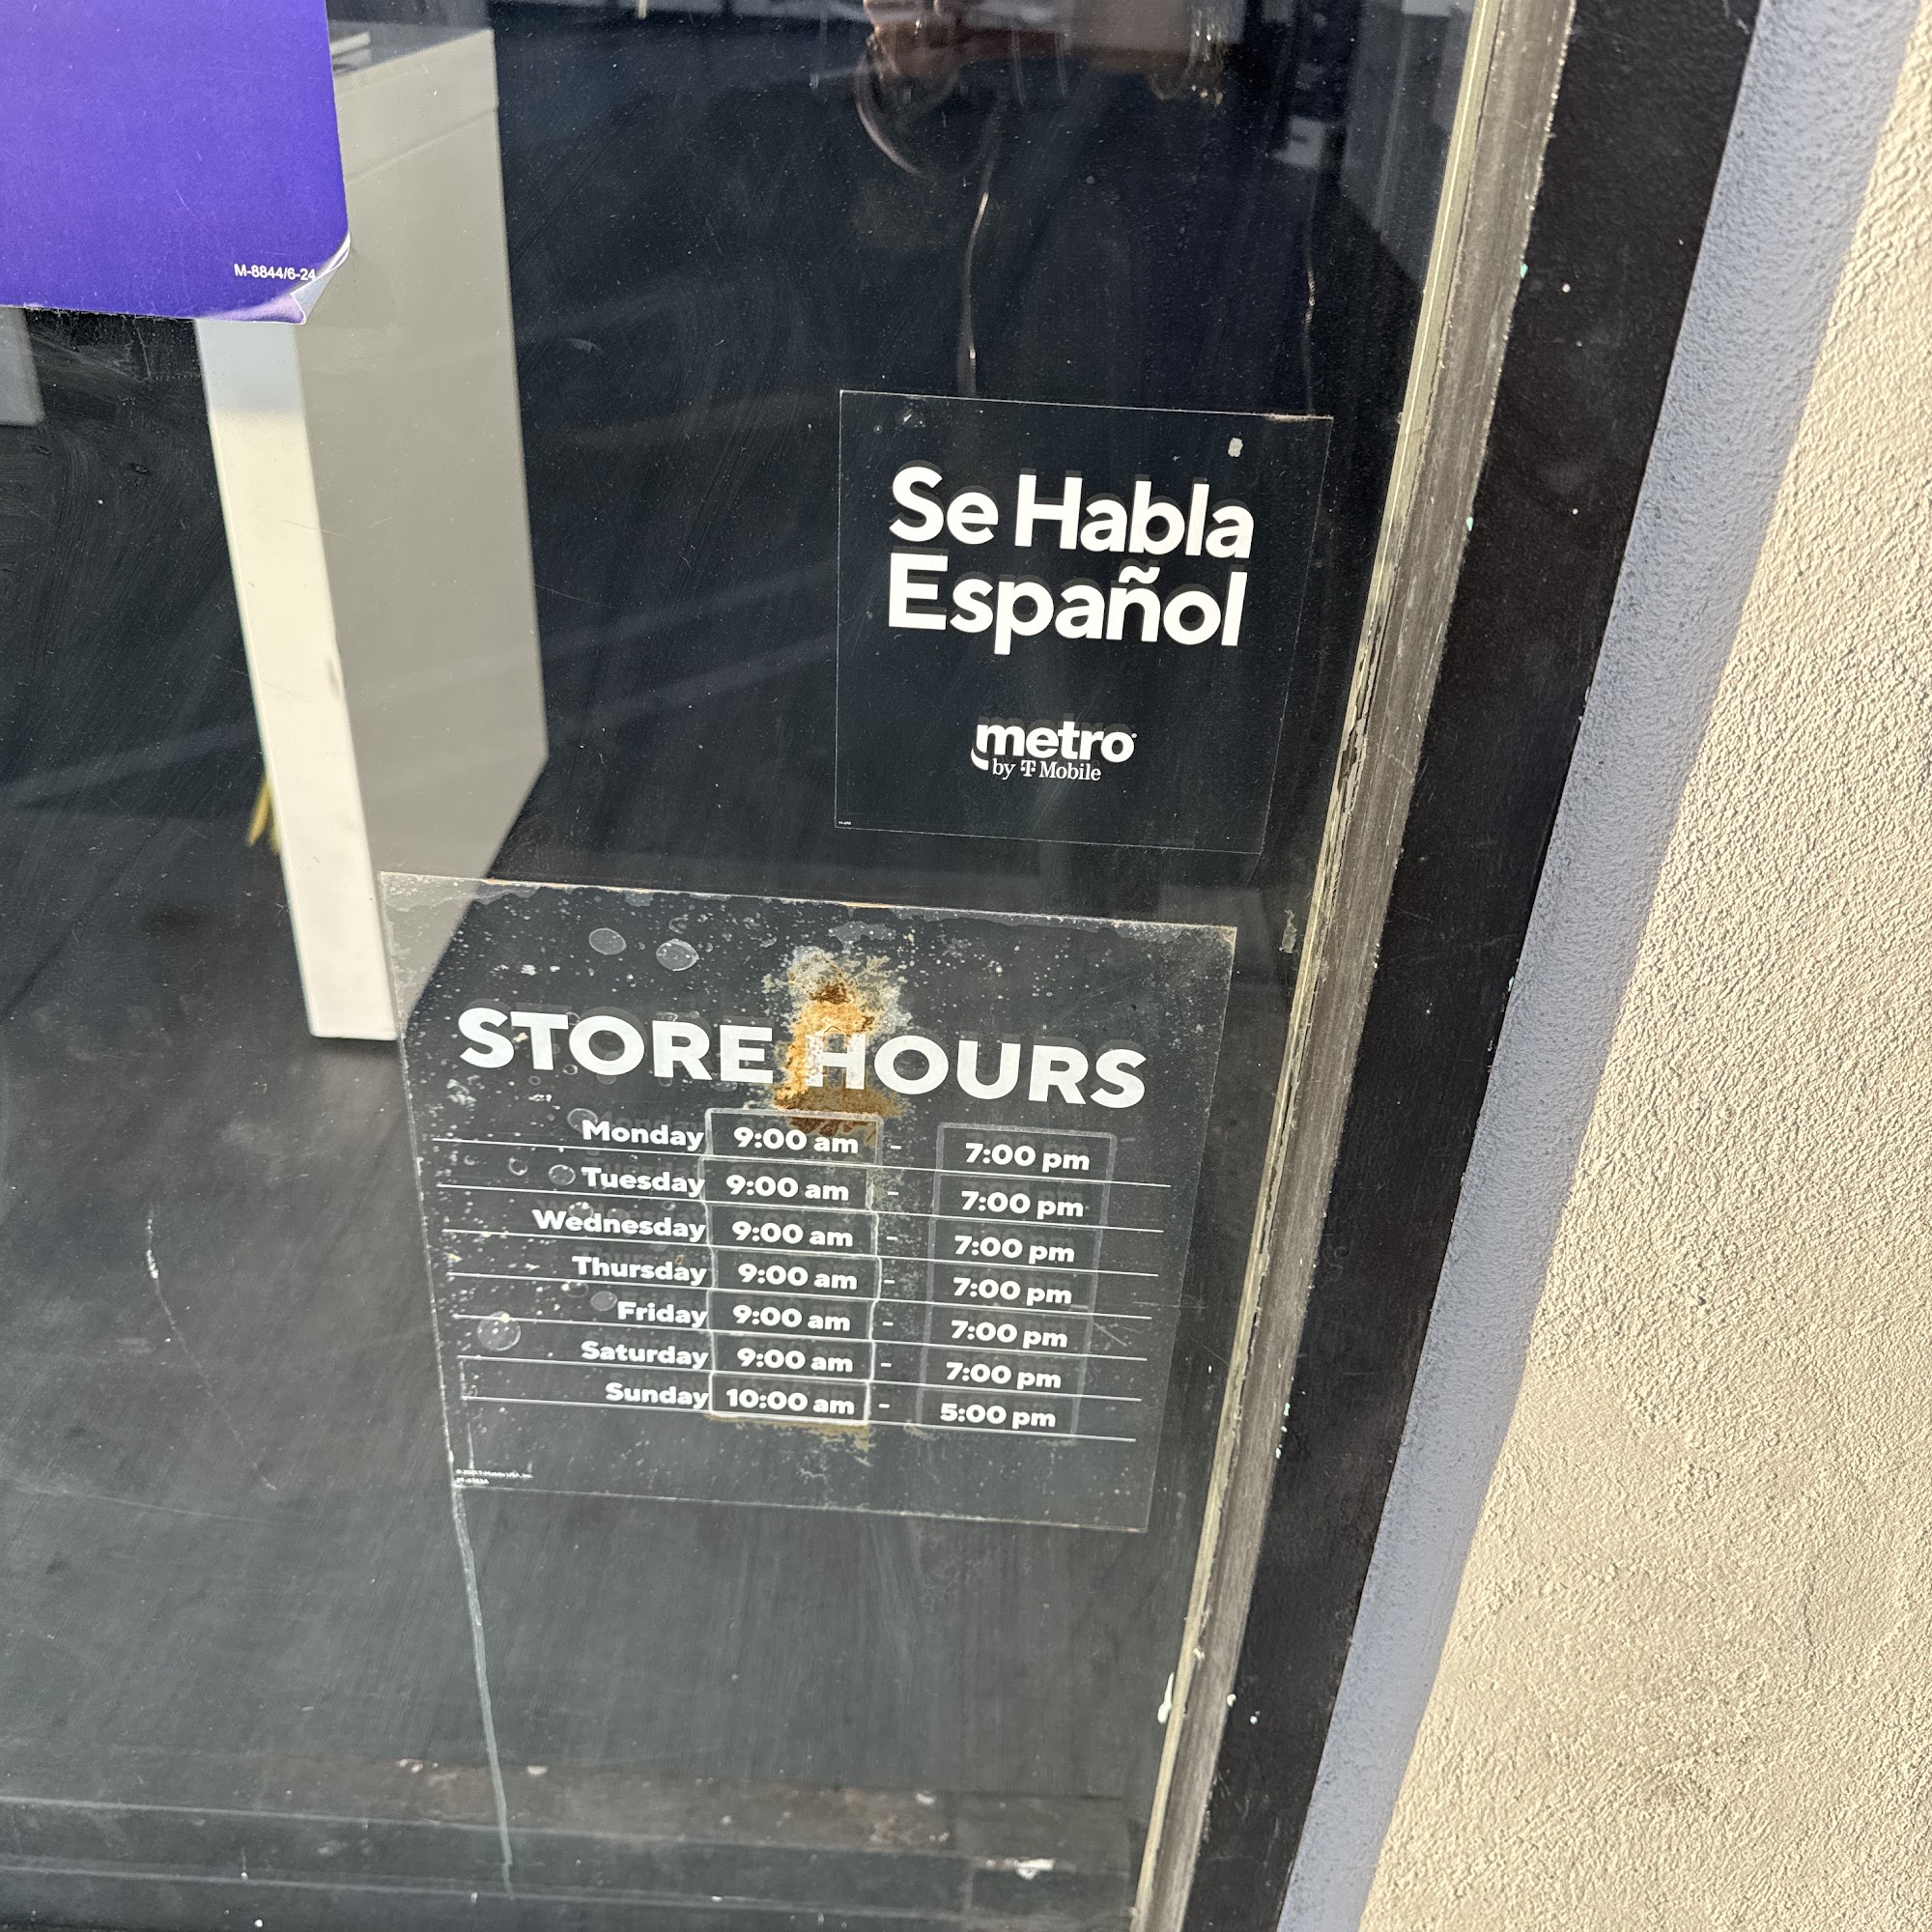 M-8844/6-24
Se Habla
Español
metro
by T Mobile
STORE HOURS
Monday 9:00 am - 7:00 pm
Tuesday 9:00 am - 7:00 pm
Wednesday 9:00 am - 7:00 pm
Thursday 9:00 am - 7:00 pm
Friday 9:00 am - 7:00 pm
Saturday 9:00 am - 7:00 pm
Sunday 10:00 am - 5:00 pm